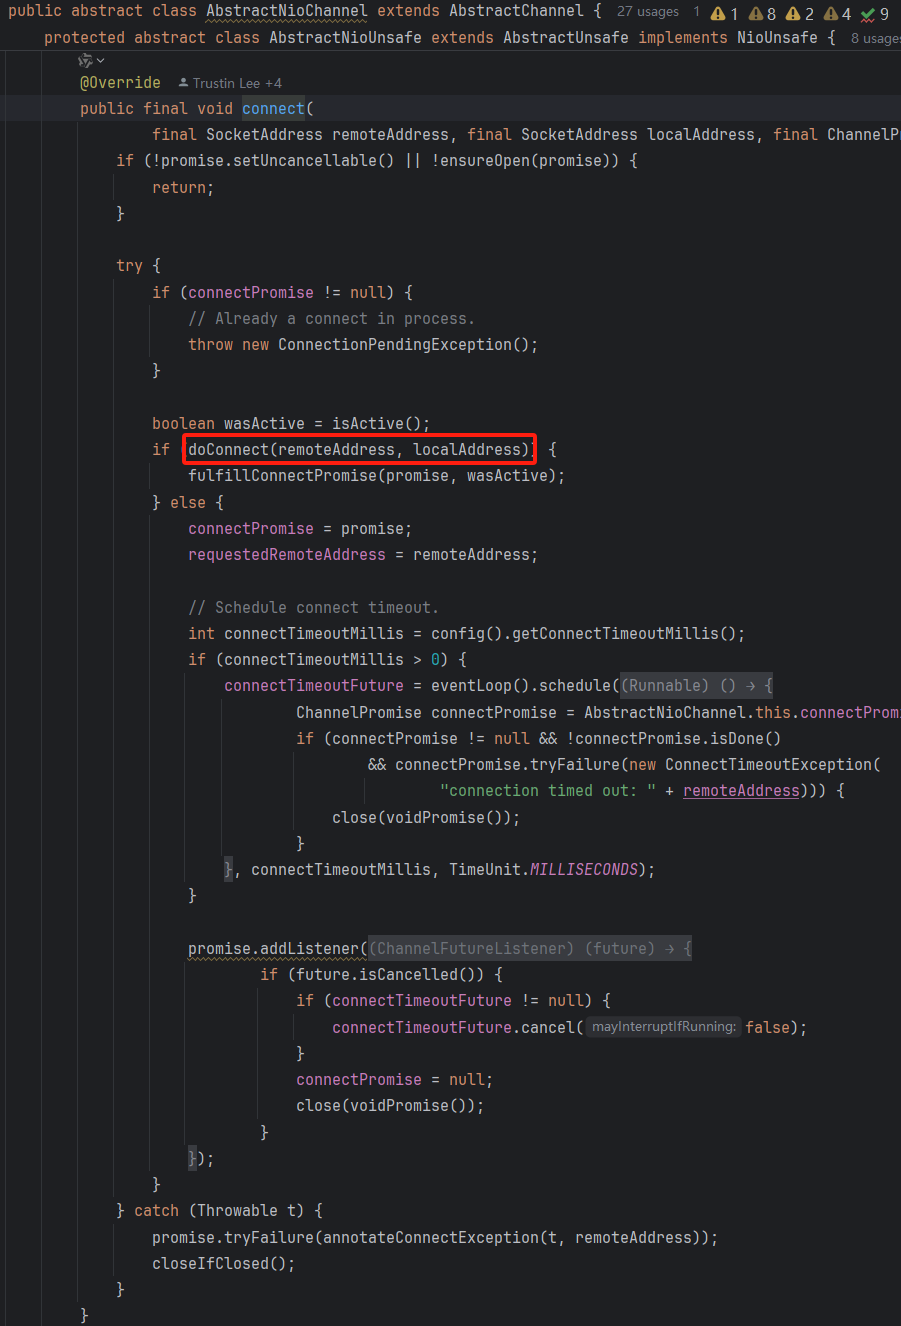 public abstract class AbstractNioChannel extends AbstractChannel { 27 usages 1 1 8 2 4 9
protected abstract class AbstractNioUnsafe extends AbstractUnsafe implements NioUnsafe { 8 usages
@Override Trustin Lee +4
public final void connect(
final SocketAddress remoteAddress, final SocketAddress localAddress, final ChannelP
if (!promise.setUncancellable() || !ensureOpen(promise)) {
return;
}
try {
if (connectPromise != null) {
// Already a connect in process.
throw new ConnectionPendingException();
}
boolean wasActive = isActive();
if (doConnect(remoteAddress, localAddress)) {
fulfillConnectPromise(promise, wasActive);
} else {
connectPromise = promise;
requestedRemoteAddress = remoteAddress;
// Schedule connect timeout.
int connectTimeoutMillis = config().getConnectTimeoutMillis();
if (connectTimeoutMillis > 0) {
connectTimeoutFuture = eventLoop().schedule((Runnable) () → {
ChannelPromise connectPromise = AbstractNioChannel.this.connectPromi
if (connectPromise != null && !connectPromise.isDone()
&& connectPromise.tryFailure(new ConnectTimeoutException(
"connection timed out: " + remoteAddress))) {
close(voidPromise());
}
}, connectTimeoutMillis, TimeUnit.MILLISECONDS);
}
promise.addListener((ChannelFutureListener) (future) → {
if (future.isCancelled()) {
if (connectTimeoutFuture != null) {
connectTimeoutFuture.cancel( mayInterruptIfRunning: false);
}
connectPromise = null;
close(voidPromise());
}
});
}
} catch (Throwable t) {
promise.tryFailure(annotateConnectException(t, remoteAddress));
closeIfClosed();
}
}